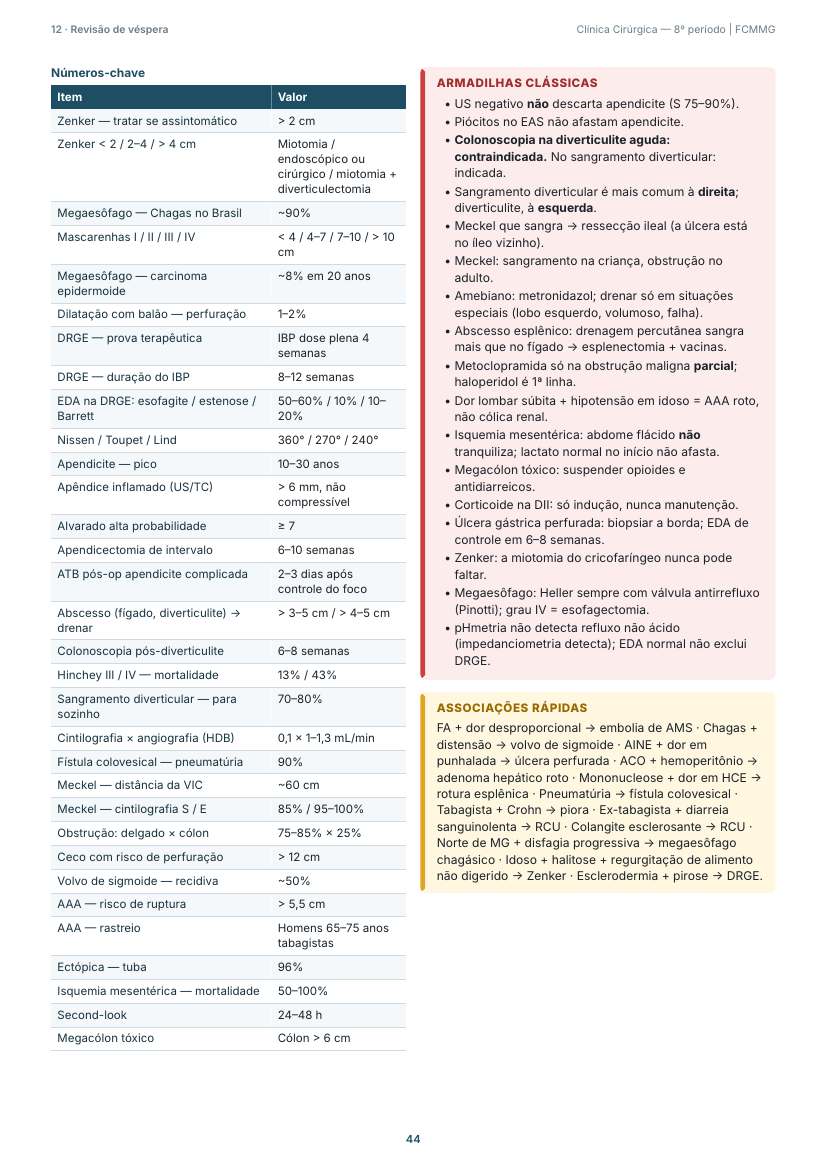 12 · Revisão de véspera
Clínica Cirúrgica — 8º período | FCMMG
Números-chave
Item Valor
Zenker — tratar se assintomático > 2 cm
Zenker < 2 / 2–4 / > 4 cm Miotomia /
endoscópico ou
cirúrgico / miotomia +
diverticulectomia
Megaesôfago — Chagas no Brasil ~90%
Mascarenhas I / II / III / IV < 4 / 4–7 / 7–10 / > 10
cm
Megaesôfago — carcinoma ~8% em 20 anos
epidermoide
Dilatação com balão — perfuração 1–2%
DRGE — prova terapêutica IBP dose plena 4
semanas
DRGE — duração do IBP 8–12 semanas
EDA na DRGE: esofagite / estenose / 50–60% / 10% / 10–
Barrett 20%
Nissen / Toupet / Lind 360° / 270° / 240°
Apendicite — pico 10–30 anos
Apêndice inflamado (US/TC) > 6 mm, não
compressível
Alvarado alta probabilidade ≥ 7
Apendicectomia de intervalo 6–10 semanas
ATB pós-op apendicite complicada 2–3 dias após
controle do foco
Abscesso (fígado, diverticulite) → > 3–5 cm / > 4–5 cm
drenar
Colonoscopia pós-diverticulite 6–8 semanas
Hinchey III / IV — mortalidade 13% / 43%
Sangramento diverticular — para 70–80%
sozinho
Cintilografia × angiografia (HDB) 0,1 × 1–1,3 mL/min
Fístula colovesical — pneumatúria 90%
Meckel — distância da VIC ~60 cm
Meckel — cintilografia S / E 85% / 95–100%
Obstrução: delgado × cólon 75–85% × 25%
Ceco com risco de perfuração > 12 cm
Volvo de sigmoide — recidiva ~50%
AAA — risco de ruptura > 5,5 cm
AAA — rastreio Homens 65–75 anos
tabagistas
Ectópica — tuba 96%
Isquemia mesentérica — mortalidade 50–100%
Second-look 24–48 h
Megacólon tóxico Cólon > 6 cm
ARMADILHAS CLÁSSICAS
• US negativo não descarta apendicite (S 75–90%).
• Piócitos no EAS não afastam apendicite.
• Colonoscopia na diverticulite aguda:
contraindicada. No sangramento diverticular:
indicada.
• Sangramento diverticular é mais comum à direita;
diverticulite, à esquerda.
• Meckel que sangra → ressecção ileal (a úlcera está
no íleo vizinho).
• Meckel: sangramento na criança, obstrução no
adulto.
• Amebiano: metronidazol; drenar só em situações
especiais (lobo esquerdo, volumoso, falha).
• Abscesso esplênico: drenagem percutânea sangra
mais que no fígado → esplenectomia + vacinas.
• Metoclopramida só na obstrução maligna parcial;
haloperidol é 1ª linha.
• Dor lombar súbita + hipotensão em idoso = AAA roto,
não cólica renal.
• Isquemia mesentérica: abdome flácido não
tranquiliza; lactato normal no início não afasta.
• Megacólon tóxico: suspender opioides e
antidiarreicos.
• Corticoide na DII: só indução, nunca manutenção.
• Úlcera gástrica perfurada: biopsiar a borda; EDA de
controle em 6–8 semanas.
• Zenker: a miotomia do cricofaríngeo nunca pode
faltar.
• Megaesôfago: Heller sempre com válvula antirrefluxo
(Pinotti); grau IV = esofagectomia.
• pHmetria não detecta refluxo não ácido
(impedanciometria detecta); EDA normal não exclui
DRGE.
ASSOCIAÇÕES RÁPIDAS
FA + dor desproporcional → embolia de AMS · Chagas +
distensão → volvo de sigmoide · AINE + dor em
punhalada → úlcera perfurada · ACO + hemoperitônio →
adenoma hepático roto · Mononucleose + dor em HCE →
rotura esplênica · Pneumatúria → fístula colovesical ·
Tabagista + Crohn → piora · Ex-tabagista + diarreia
sanguinolenta → RCU · Colangite esclerosante → RCU ·
Norte de MG + disfagia progressiva → megaesôfago
chagásico · Idoso + halitose + regurgitação de alimento
não digerido → Zenker · Esclerodermia + pirose → DRGE.
44